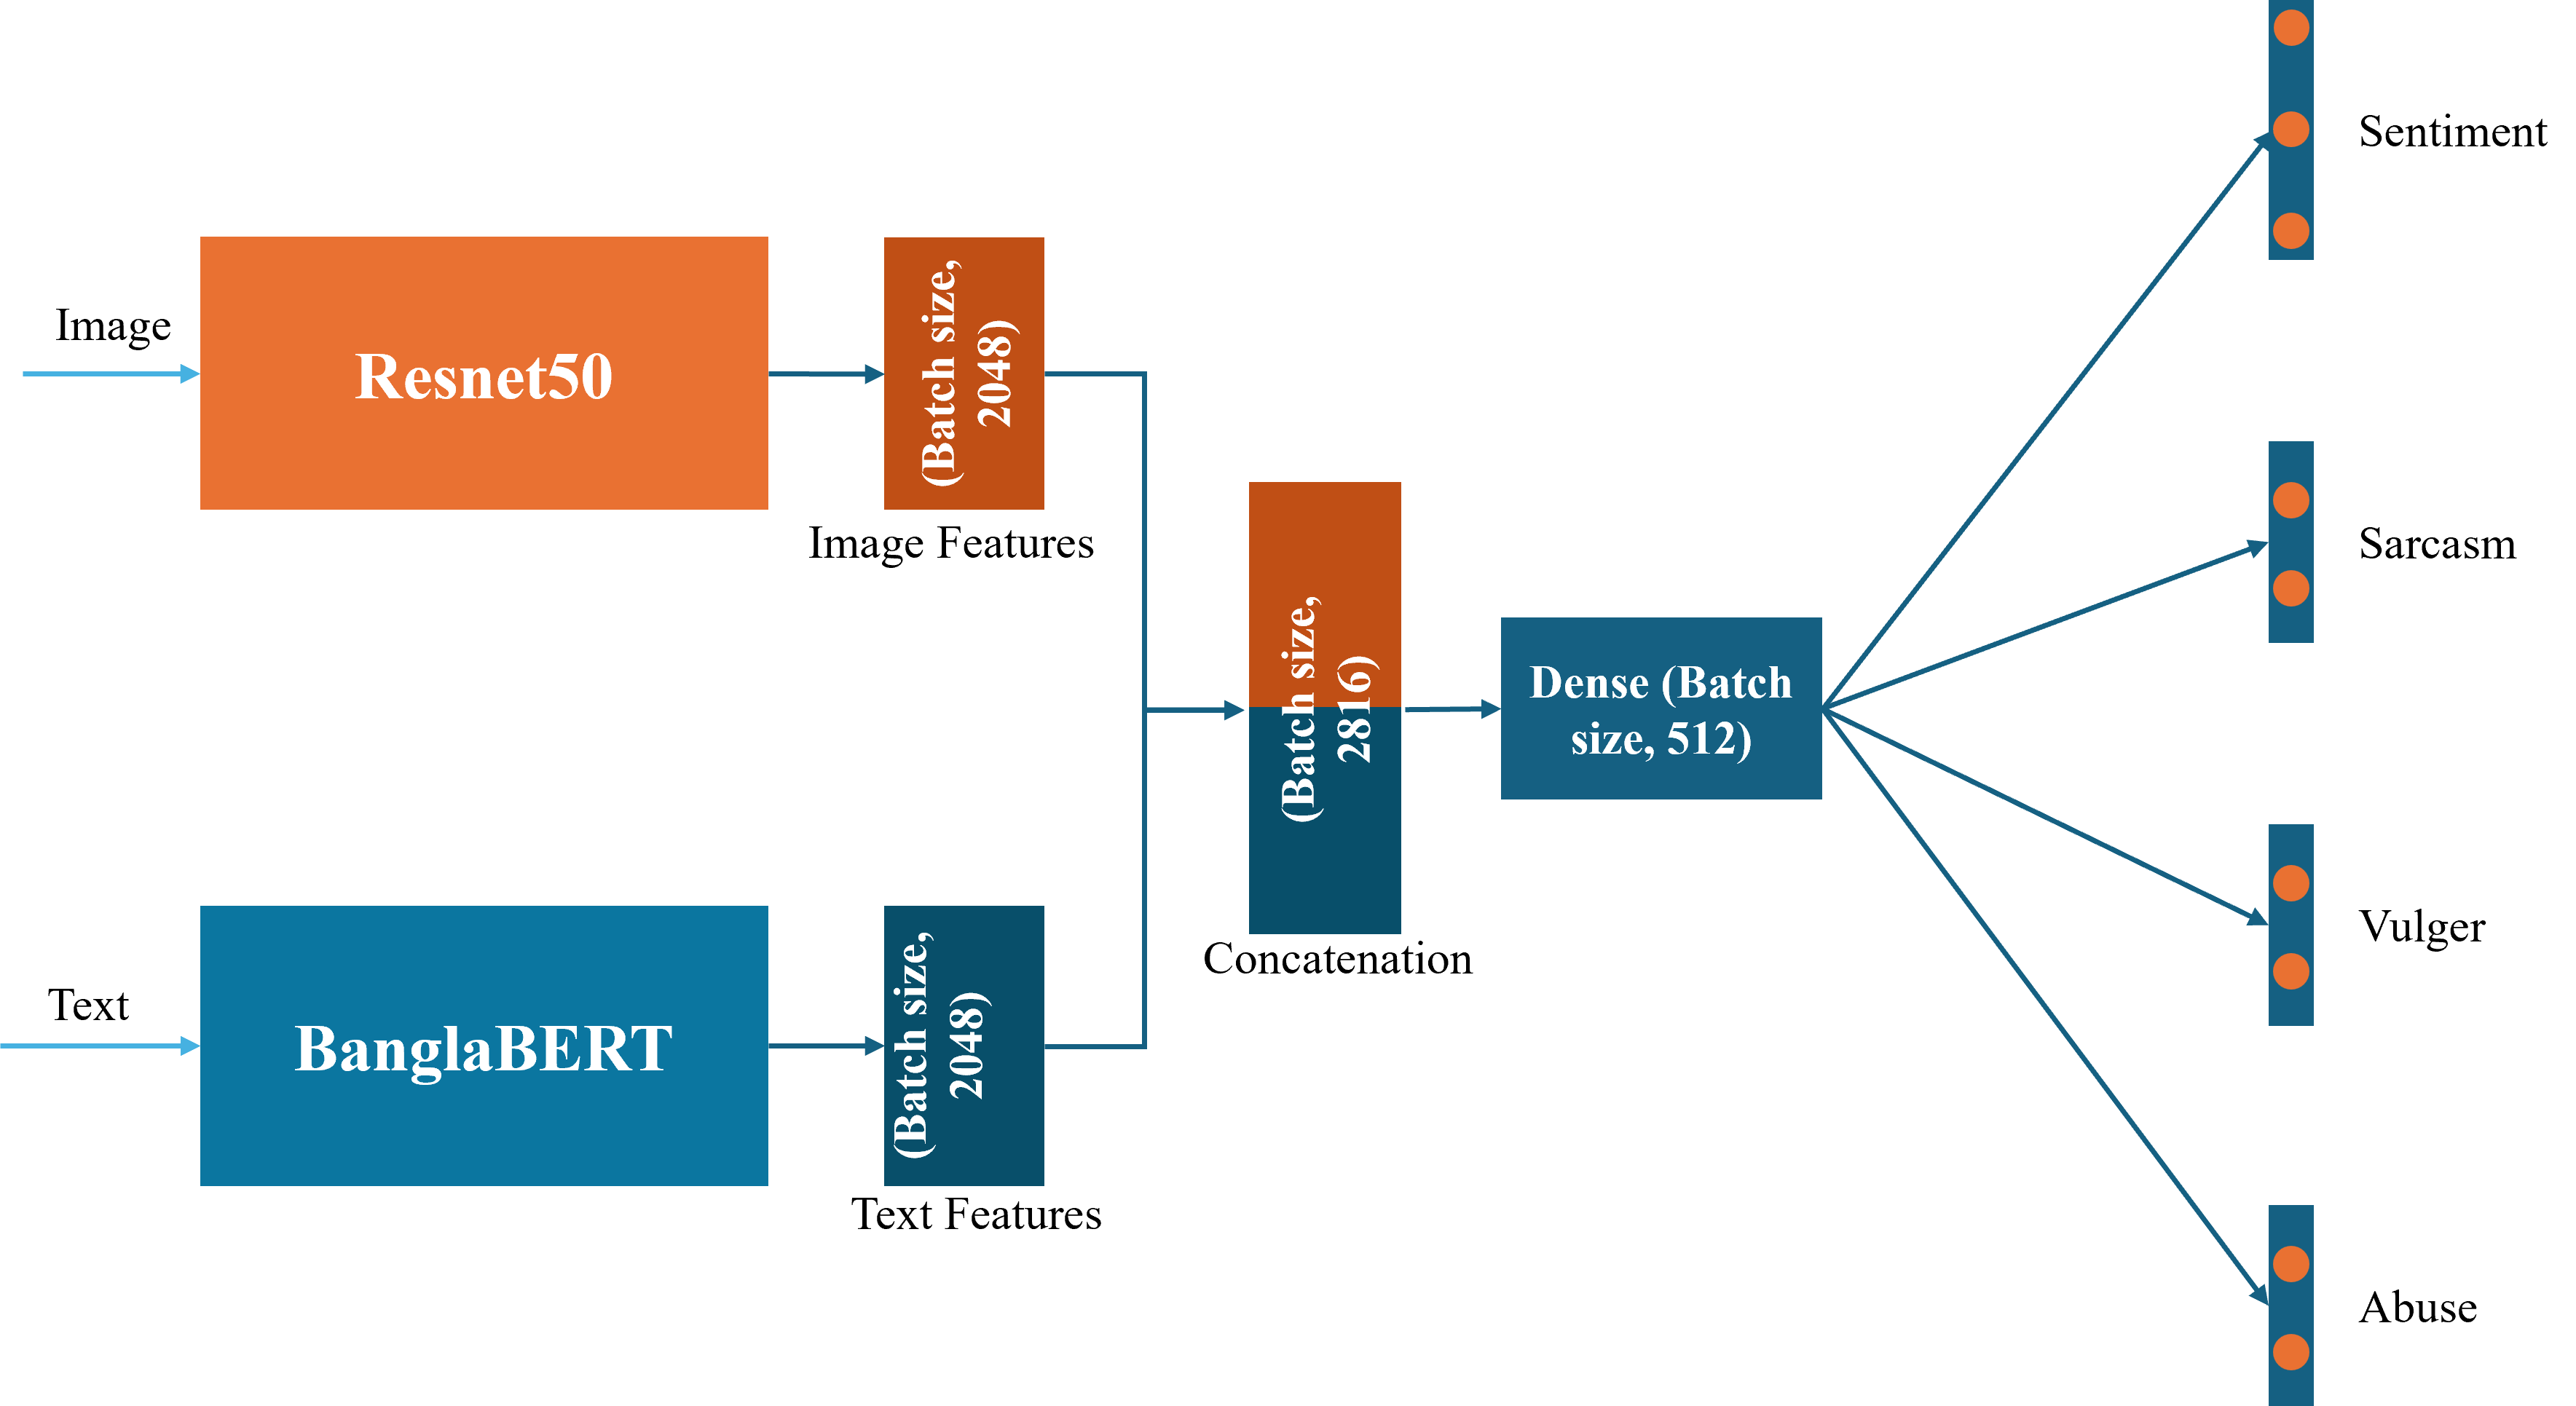 Image
Resnet50
(Batch size,
2048)
Image Features
Text
BanglaBERT
(Batch size,
2048)
Text Features
(Batch size,
2816)
Concatenation
Dense (Batch
size, 512)
Sentiment
Sarcasm
Vulger
Abuse